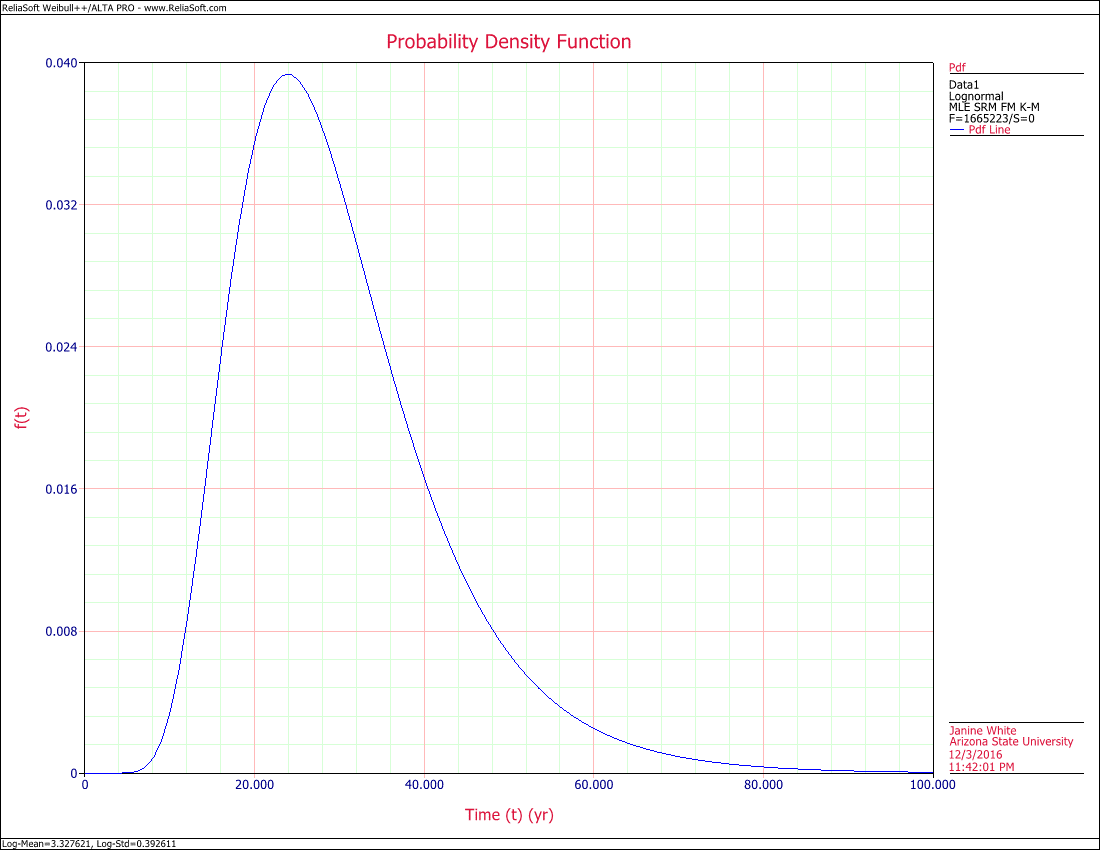 ReliaSoft Weibull++/ALTA PRO - www.ReliaSoft.com
Probability Density Function
0.040
0.032
0.024
0.016
0.008
0
f(t)
0 20.000 40.000 60.000 80.000 100.000
Time (t) (yr)
Pdf
Data1
Lognormal
MLE SRM FM K-M
F=1665223/S=0
Pdf Line
Janine White
Arizona State University
12/3/2016
11:42:01 PM
Log-Mean=3.327621, Log-Std=0.392611